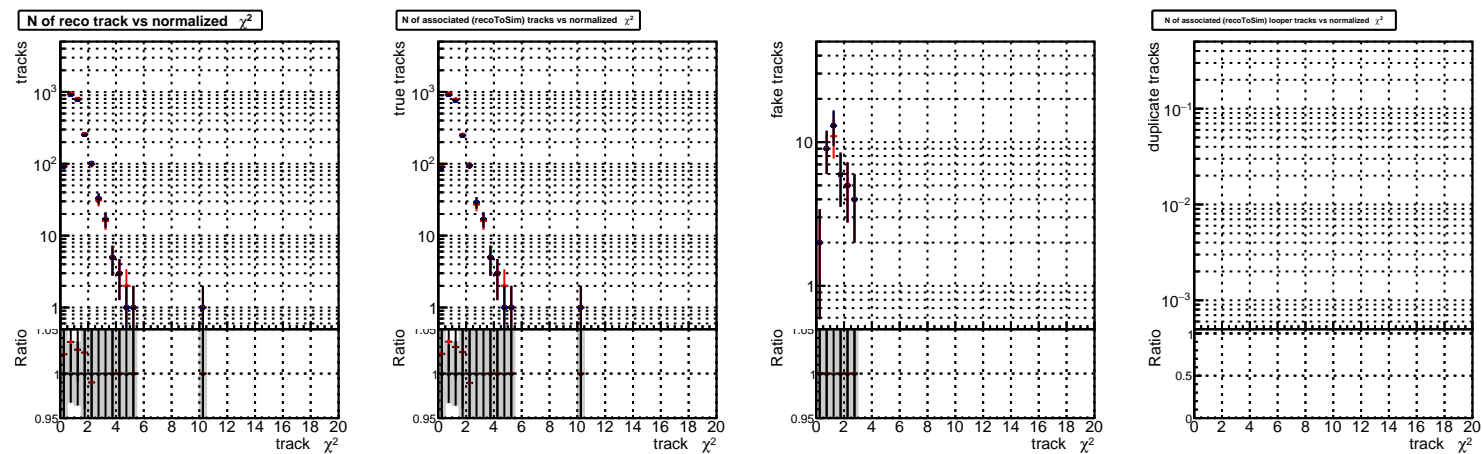 N of reco track vs normalized χ²
tracks
10³
10²
10
1
1.05
Ratio
1
0.95
0 2 4 6 8 10 12 14 16 18 20
track χ²
N of associated (recoToSim) tracks vs normalized χ²
true tracks
10³
10²
10
1
1.05
Ratio
1
0.95
0 2 4 6 8 10 12 14 16 18 20
track χ²
fake tracks
10
1
1.05
Ratio
1
0.95
0 2 4 6 8 10 12 14 16 18 20
track χ²
N of associated (recoToSim) looper tracks vs normalized χ²
duplicate tracks
10⁻¹
10⁻²
10⁻³
Ratio
1
0.5
0
0 2 4 6 8 10 12 14 16 18 20
track χ²